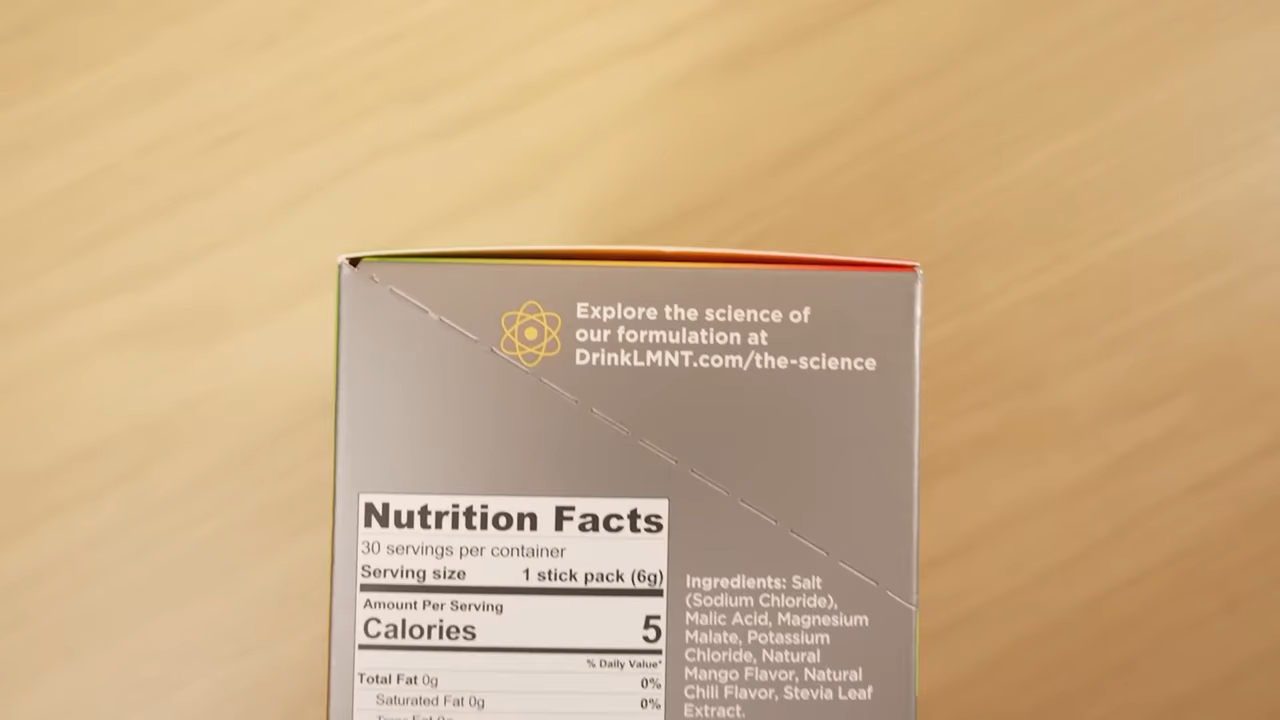 Explore the science of
our formulation at
DrinkLMNT.com/the-science
Nutrition Facts
30 servings per container
Serving size 1 stick pack (6g)
Amount Per Serving
Calories 5
% Daily Value*
Total Fat 0g 0%
Saturated Fat 0g 0%
Ingredients: Salt
(Sodium Chloride),
Malic Acid, Magnesium
Malate, Potassium
Chloride, Natural
Mango Flavor, Natural
Chili Flavor, Stevia Leaf
Extract.